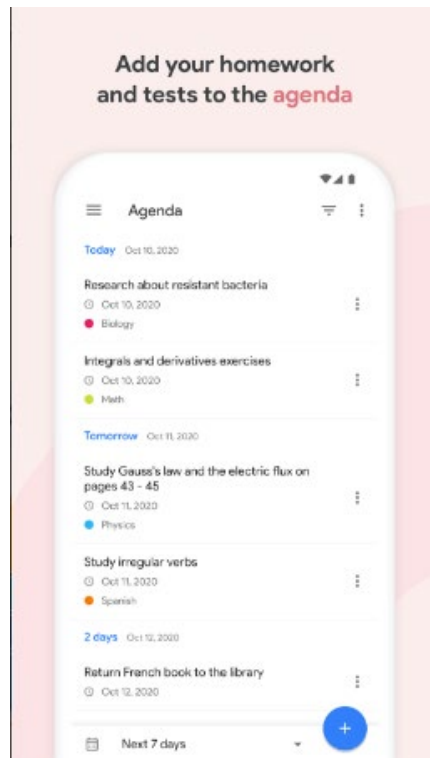 Add your homework
and tests to the agenda
Agenda
Today Oct 10, 2020
Research about resistant bacteria
Oct 10, 2020
Biology
Integrals and derivatives exercises
Oct 10, 2020
Math
Tomorrow Oct 11, 2020
Study Gauss's law and the electric flux on
pages 43 - 45
Oct 11, 2020
Physics
Study irregular verbs
Oct 11, 2020
Spanish
2 days Oct 12, 2020
Return French book to the library
Oct 12, 2020
Next 7 days